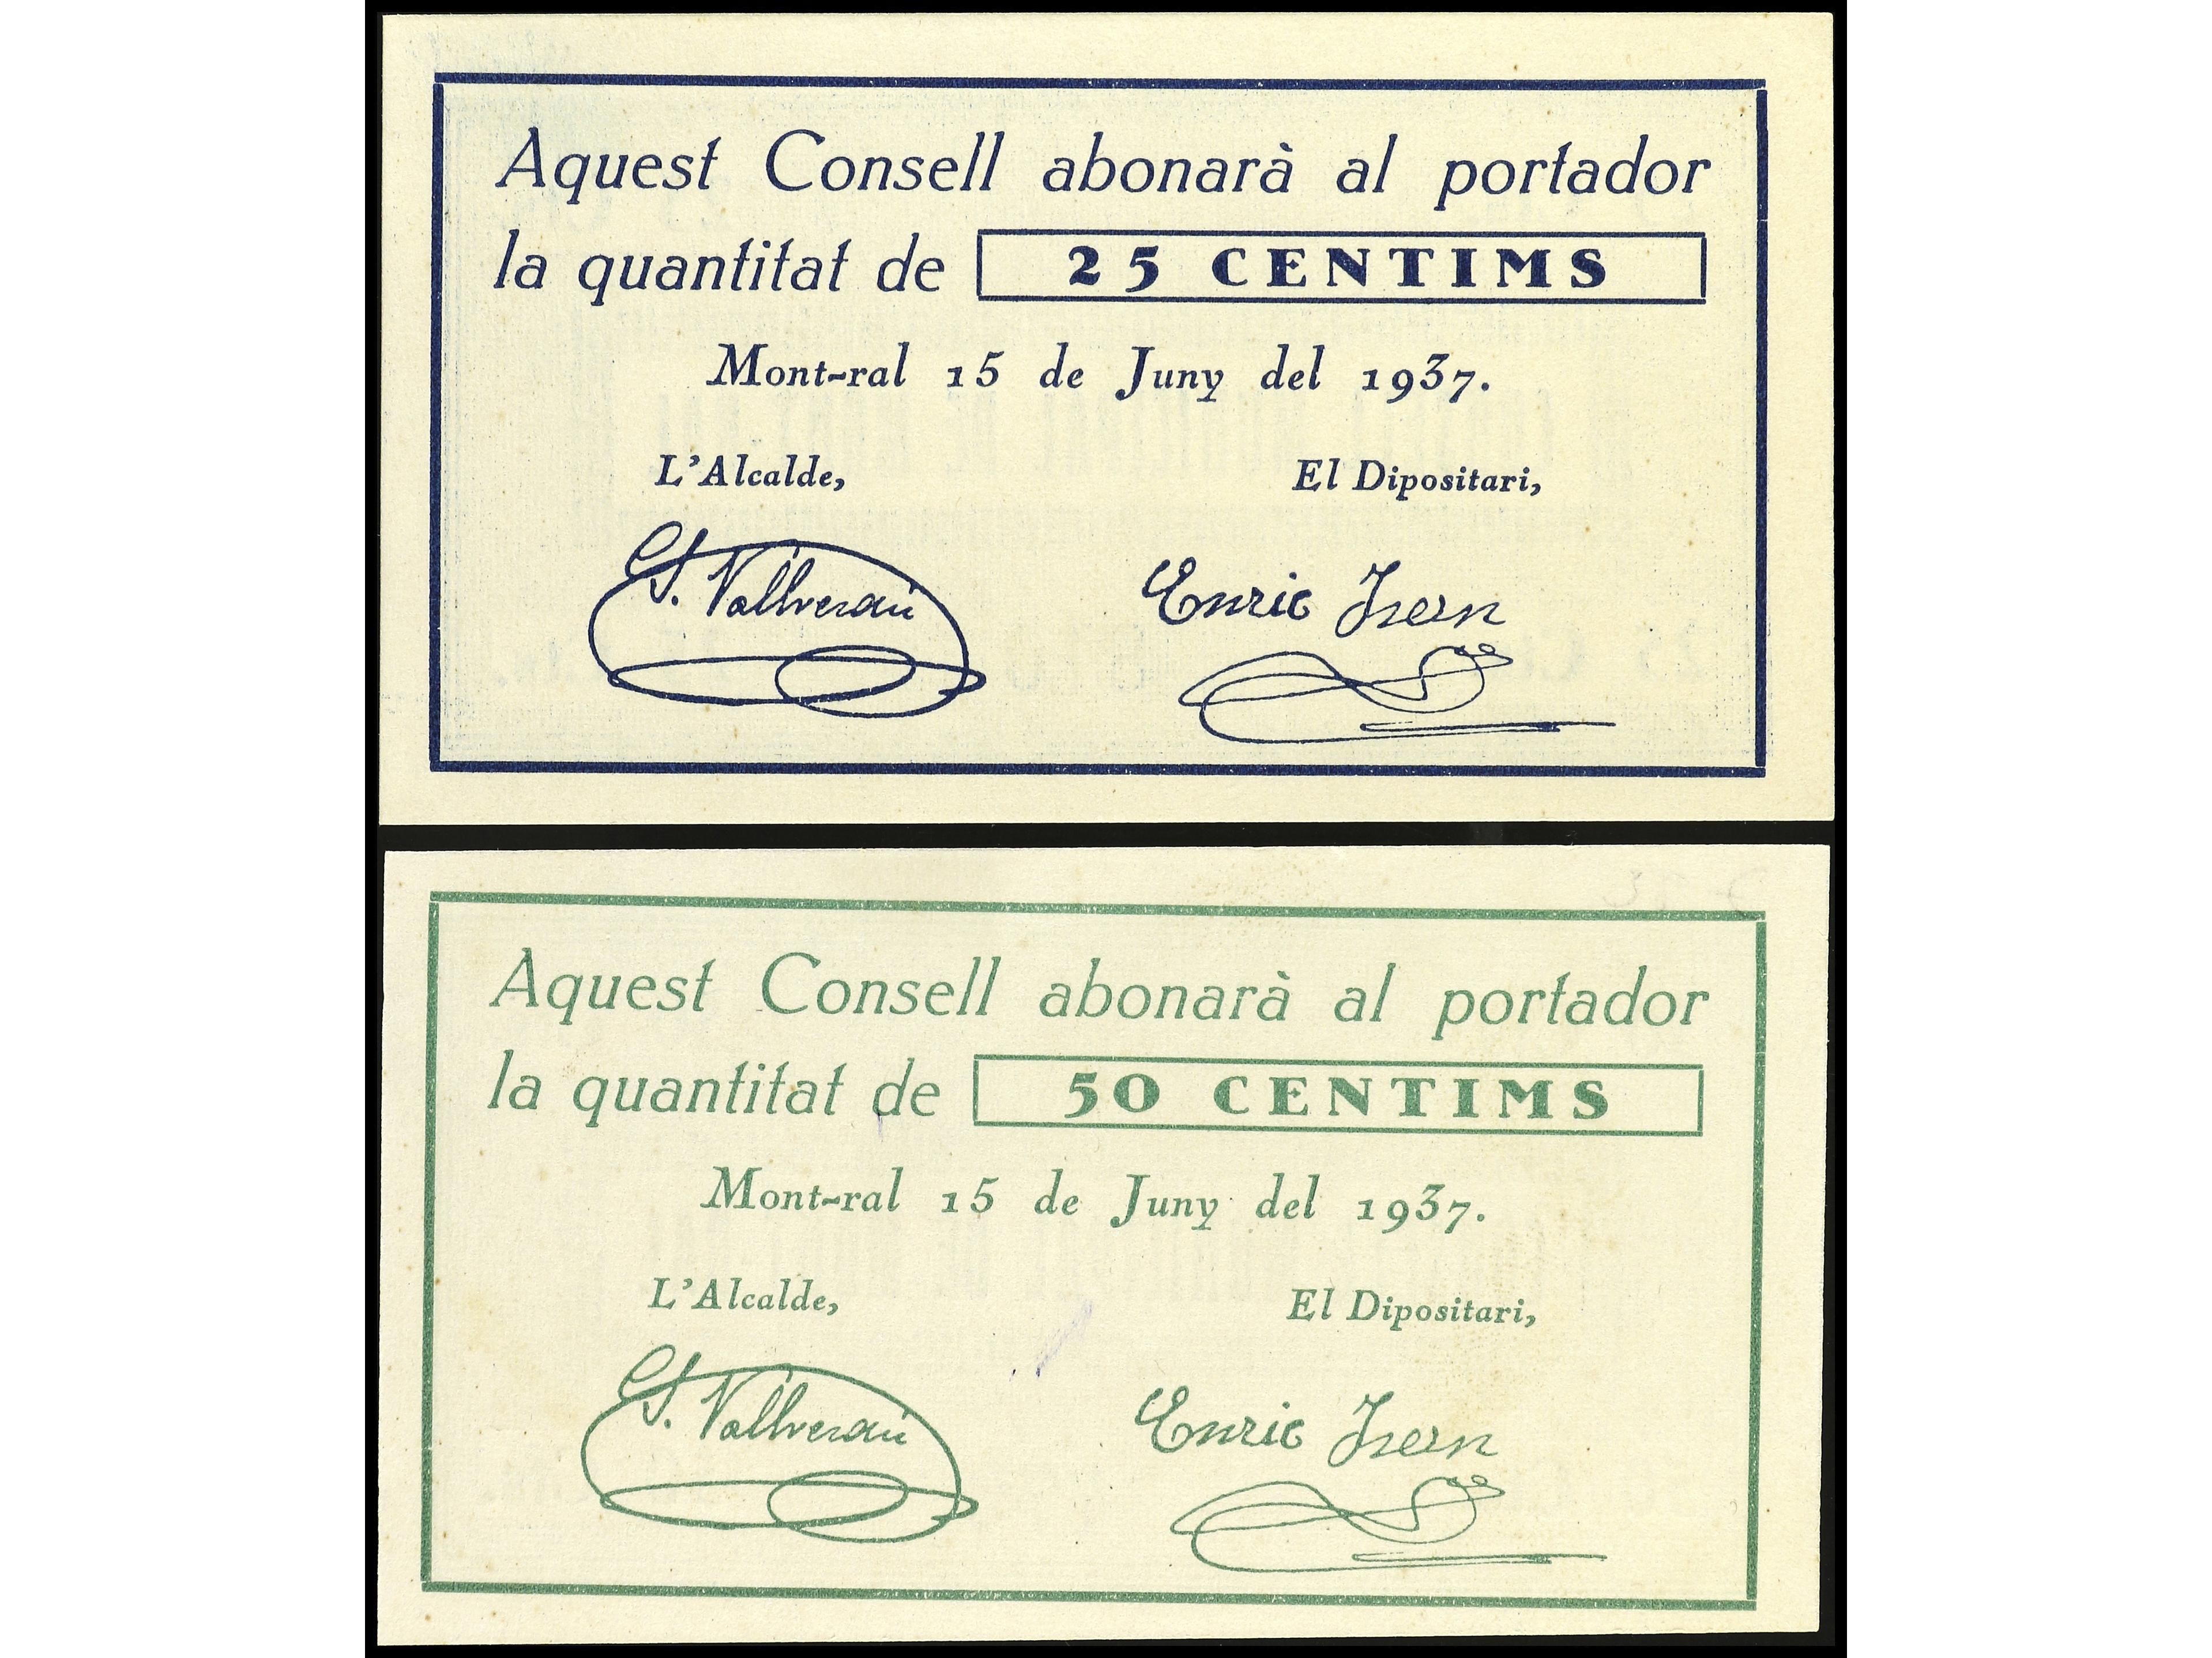 Aquest Consell abonarà al portador
la quantitat de 25 CENTIMS
Mont-ral 15 de Juny del 1937.
L'Alcalde, El Dipositari,
Enric Isern
Aquest Consell abonarà al portador
la quantitat de 50 CENTIMS
Mont-ral 15 de Juny del 1937.
L'Alcalde, El Dipositari,
Enric Isern